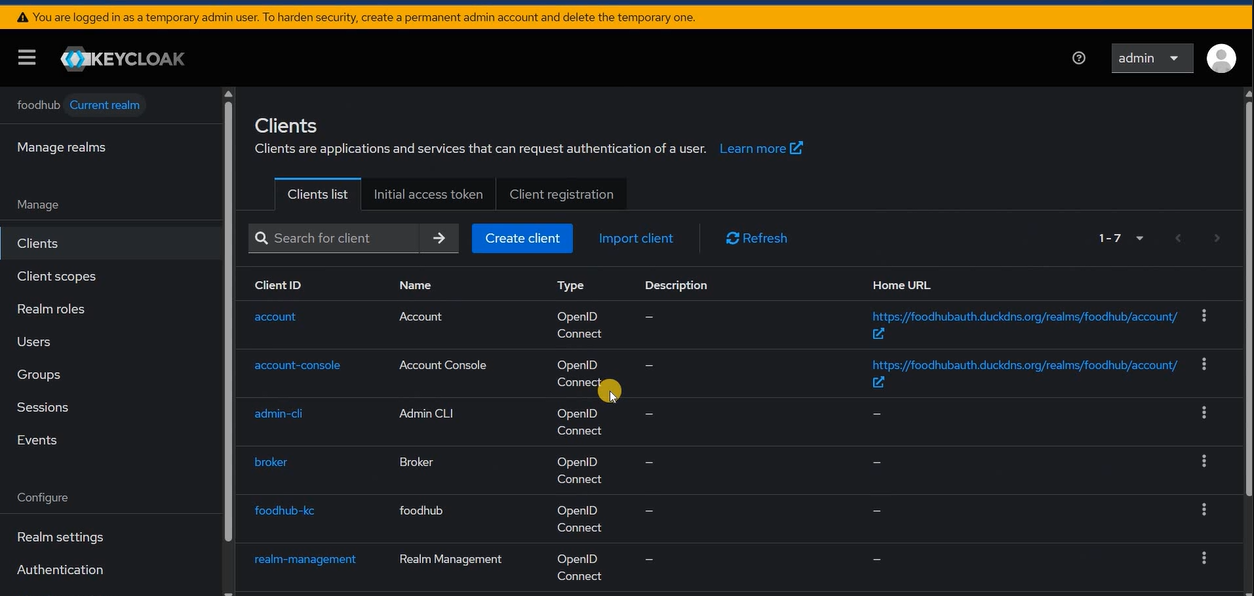 You are logged in as a temporary admin user. To harden security, create a permanent admin account and delete the temporary one.
KEYCLOAK
admin
foodhub Current realm
Manage realms
Manage
Clients
Client scopes
Realm roles
Users
Groups
Sessions
Events
Configure
Realm settings
Authentication
Clients
Clients are applications and services that can request authentication of a user. Learn more
Clients list Initial access token Client registration
Search for client Create client Import client Refresh 1 - 7
Client ID Name Type Description Home URL
account Account OpenID Connect – https://foodhubauth.duckdns.org/realms/foodhub/account/
account-console Account Console OpenID Connect – https://foodhubauth.duckdns.org/realms/foodhub/account/
admin-cli Admin CLI OpenID Connect – –
broker Broker OpenID Connect – –
foodhub-kc foodhub OpenID Connect – –
realm-management Realm Management OpenID Connect – –